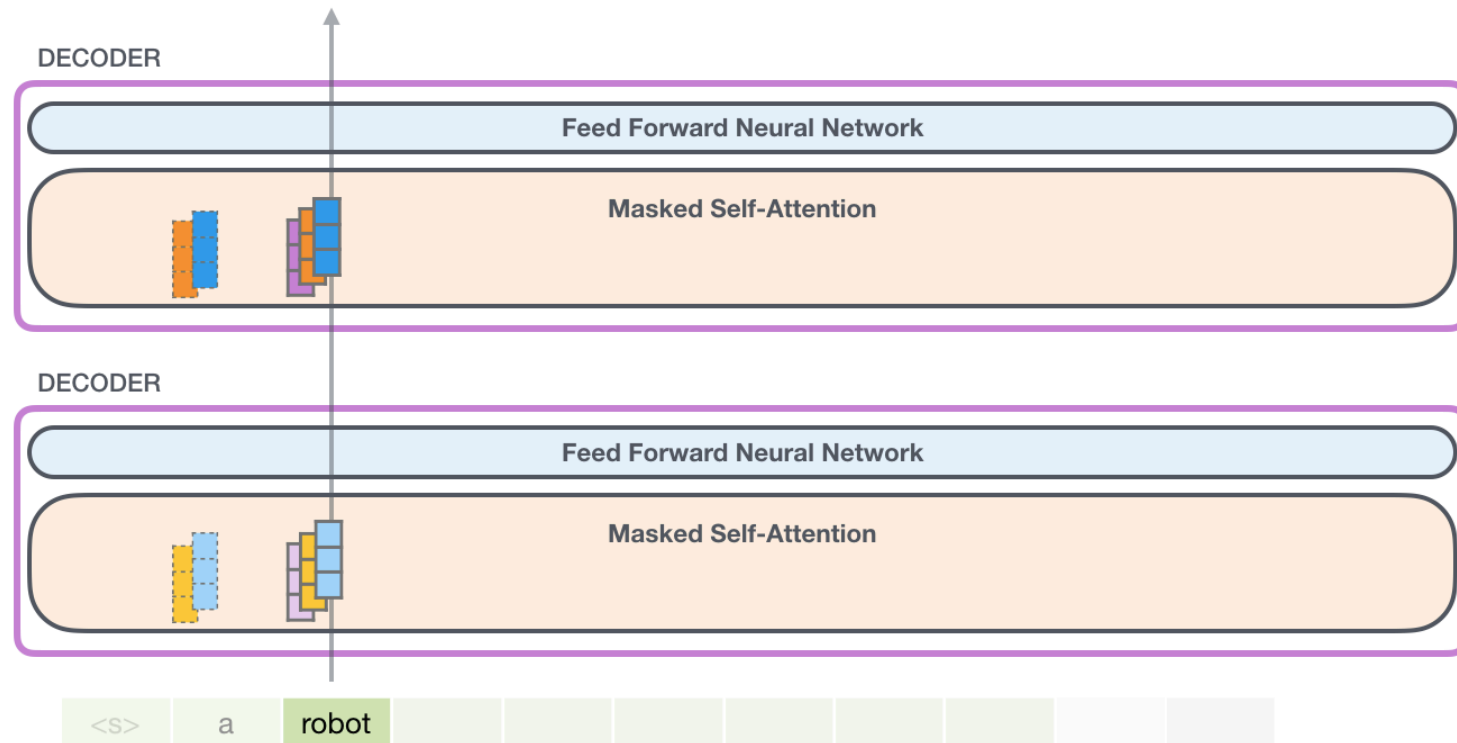 DECODER
Feed Forward Neural Network
Masked Self-Attention
DECODER
Feed Forward Neural Network
Masked Self-Attention
<s> a robot